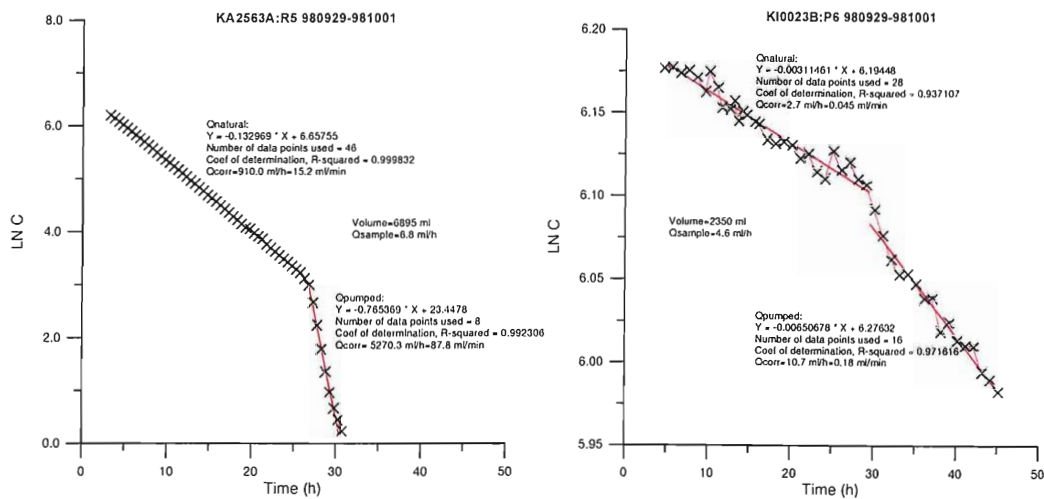 KA2563A:R5 980929-981001
8.0
6.0
4.0
2.0
0.0
LN C
0
10
20
30
40
50
Time (h)
Qnatural:
Y = -0.132969 * X + 6.65755
Number of data points used = 46
Coef of determination, R-squared = 0.999832
Qcorr=910.0 ml/h=15.2 ml/min
Volume=6895 ml
Qsample=6.8 ml/h
Qpumped:
Y = -0.765369 * X + 23.4478
Number of data points used = 8
Coef of determination, R-squared = 0.992306
Qcorr= 5270.3 ml/h=87.8 ml/min
KI0023B:P6 980929-981001
6.20
6.15
6.10
6.05
6.00
5.95
LN C
0
10
20
30
40
50
Time (h)
Qnatural:
Y = -0.00311461 * X + 6.19448
Number of data points used = 28
Coef of determination, R-squared = 0.937107
Qcorr=2.7 ml/h=0.045 ml/min
Volume=2350 ml
Qsample=4.6 ml/h
Qpumped:
Y = -0.00650678 * X + 6.27632
Number of data points used = 16
Coef of determination, R-squared = 0.971616
Qcorr=10.7 ml/h=0.18 ml/min